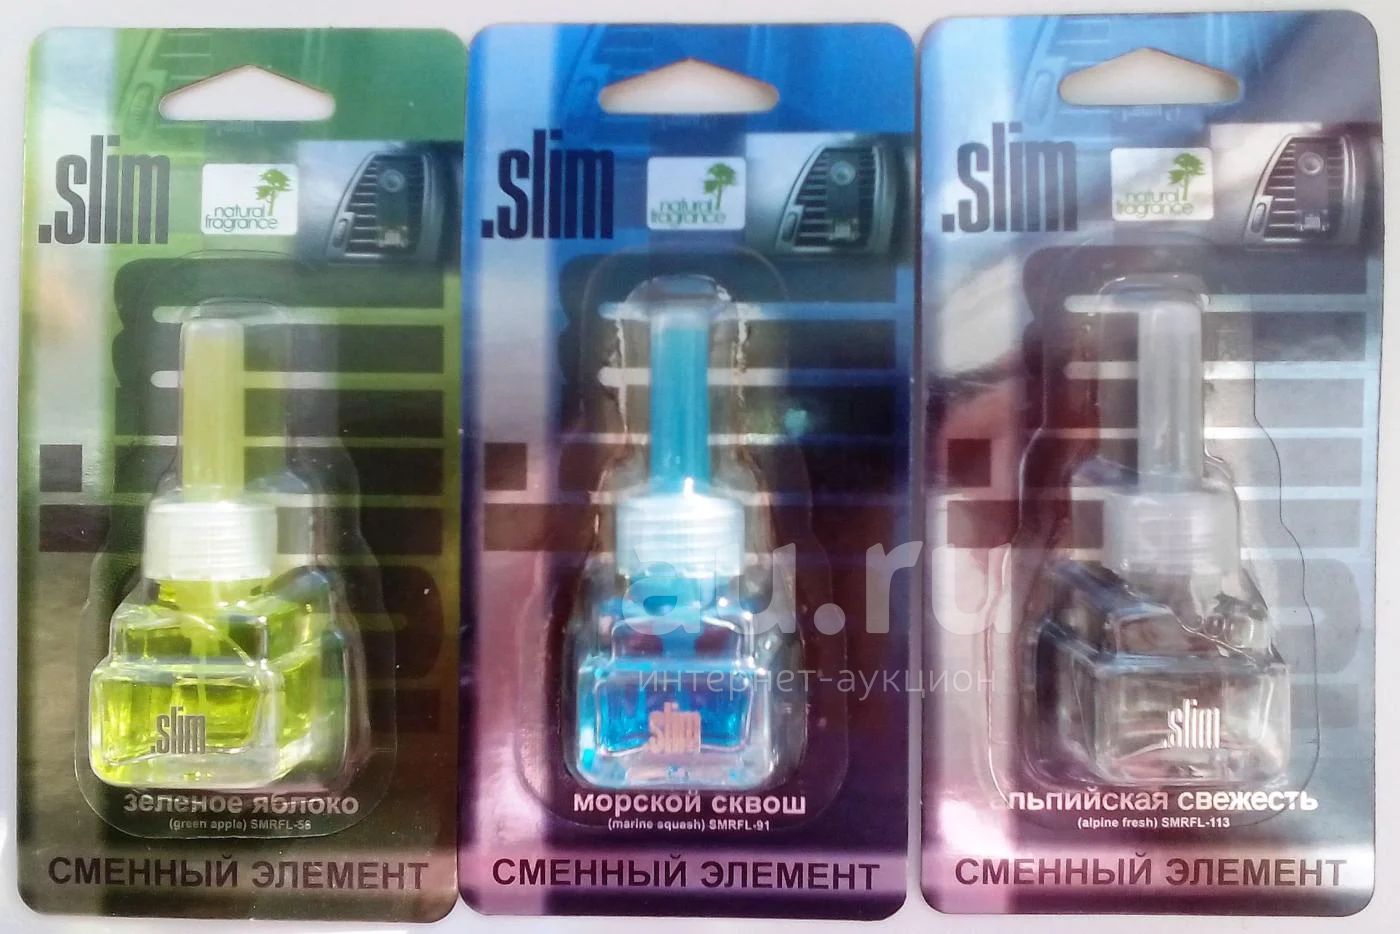 .slim
natural
fragrance
зеленое яблоко
(green apple) SMRFL-56
СМЕННЫЙ ЭЛЕМЕНТ
.slim
.slim
natural
fragrance
морской сквош
(marine squash) SMRFL-91
СМЕННЫЙ ЭЛЕМЕНТ
slim
.slim
natural
fragrance
льпийская свежесть
(alpine fresh) SMRFL-113
СМЕННЫЙ ЭЛЕМЕНТ
.slim
au.ru
интернет-аукцион